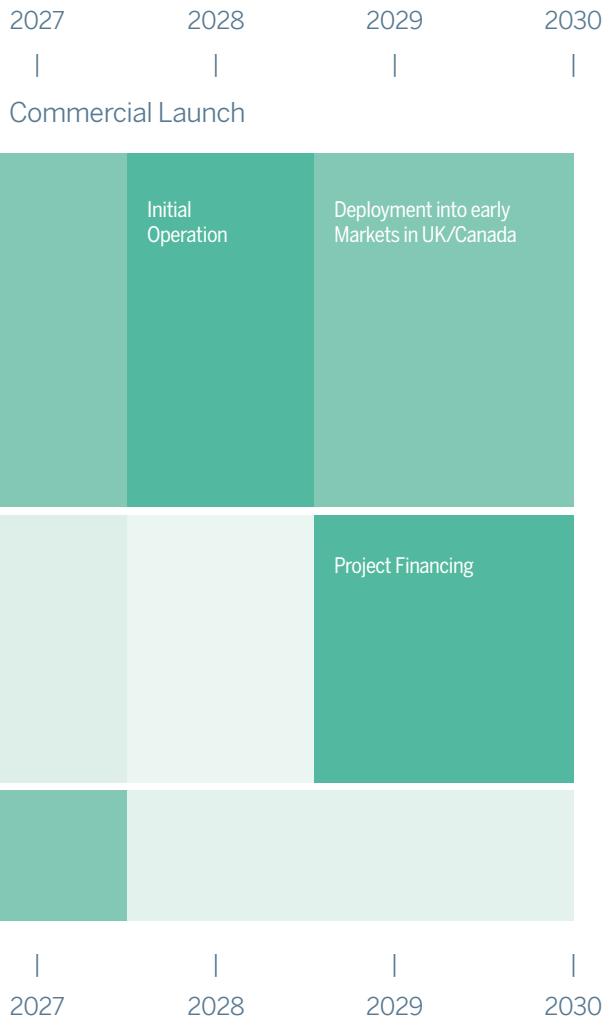 2027 2028 2029 2030
Commercial Launch
Initial
Operation
Deployment into early
Markets in UK/Canada
Project Financing
2027 2028 2029 2030